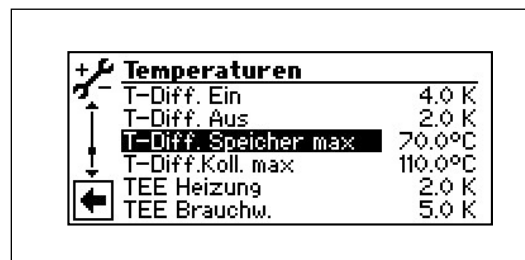 Temperaturen
T-Diff. Ein 4.0 K
T-Diff. Aus 2.0 K
T-Diff. Speicher max 70.0°C
T-Diff.Koll. max 110.0°C
TEE Heizung 2.0 K
TEE Brauchw. 5.0 K